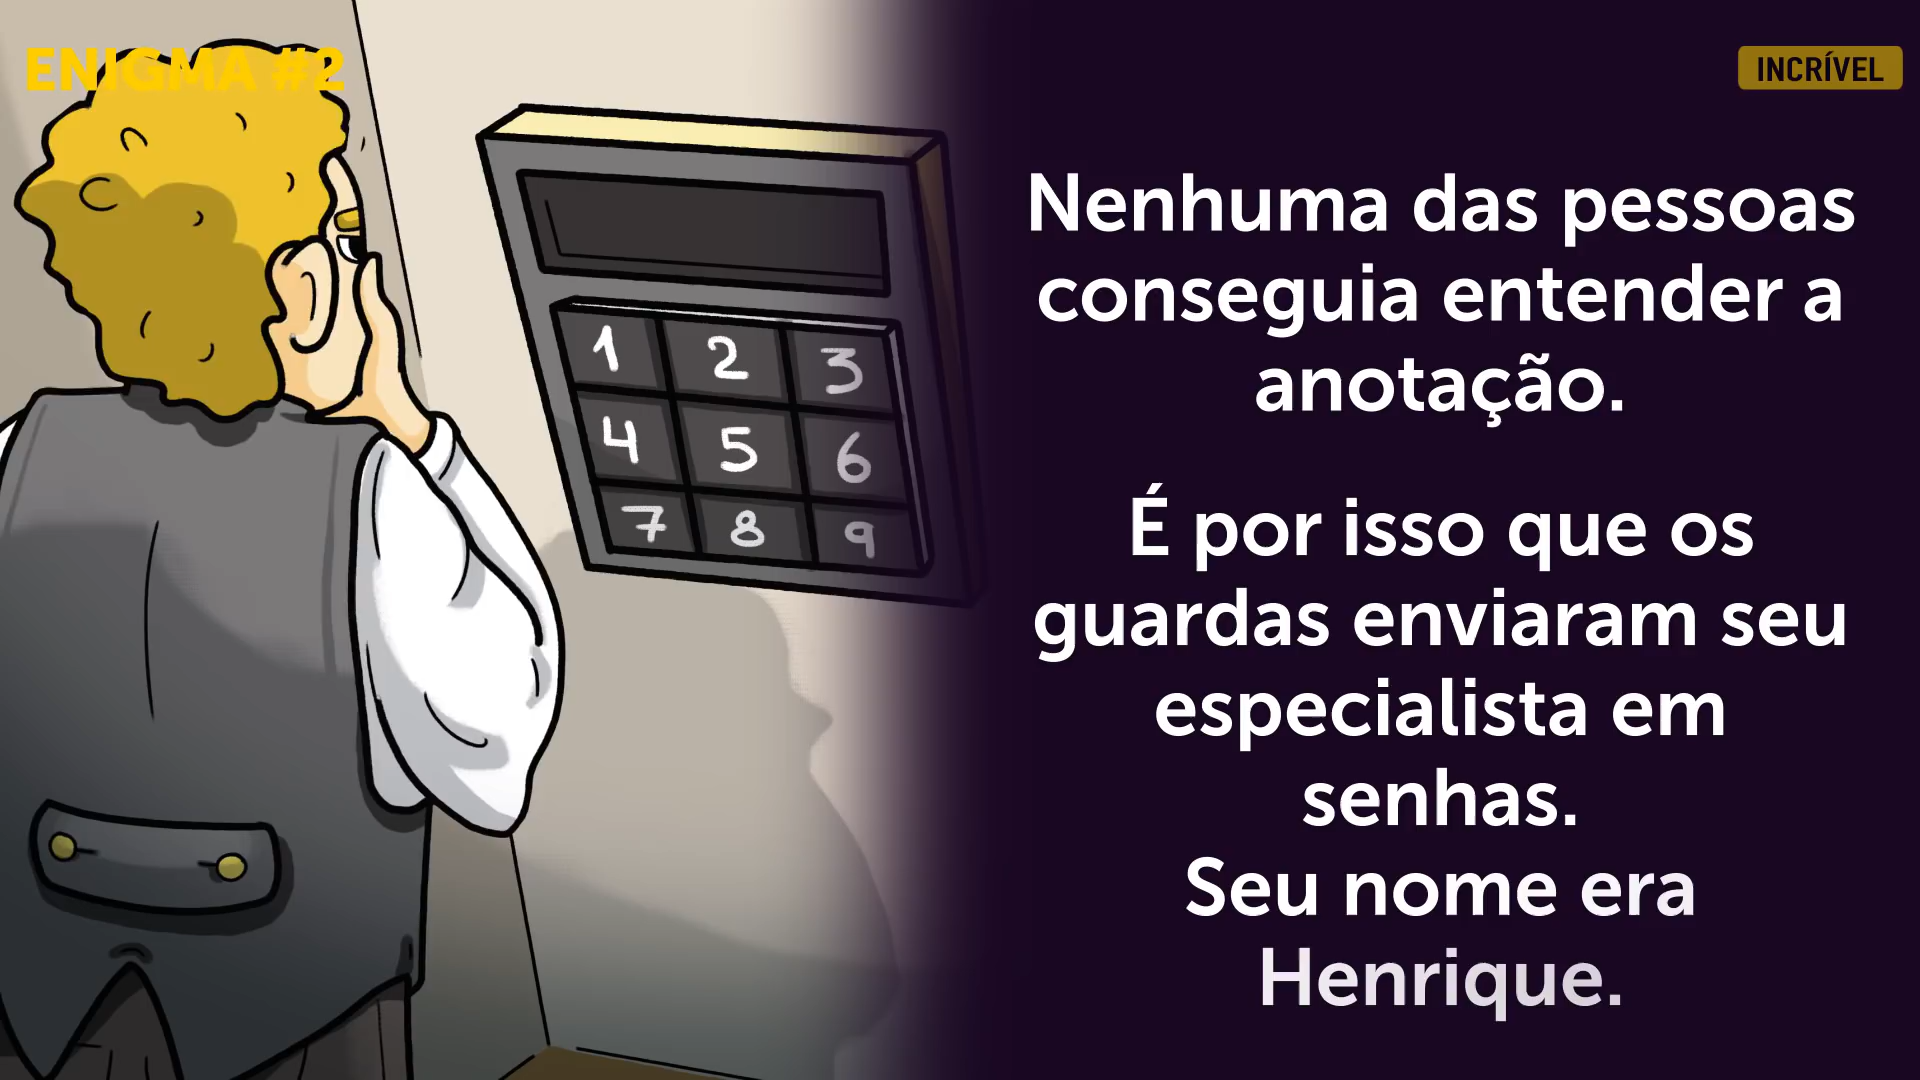 ENIGMA #2
INCRÍVEL
1 2 3
4 5 6
7 8 9
Nenhuma das pessoas
conseguia entender a
anotação.
É por isso que os
guardas enviaram seu
especialista em
senhas.
Seu nome era
Henrique.